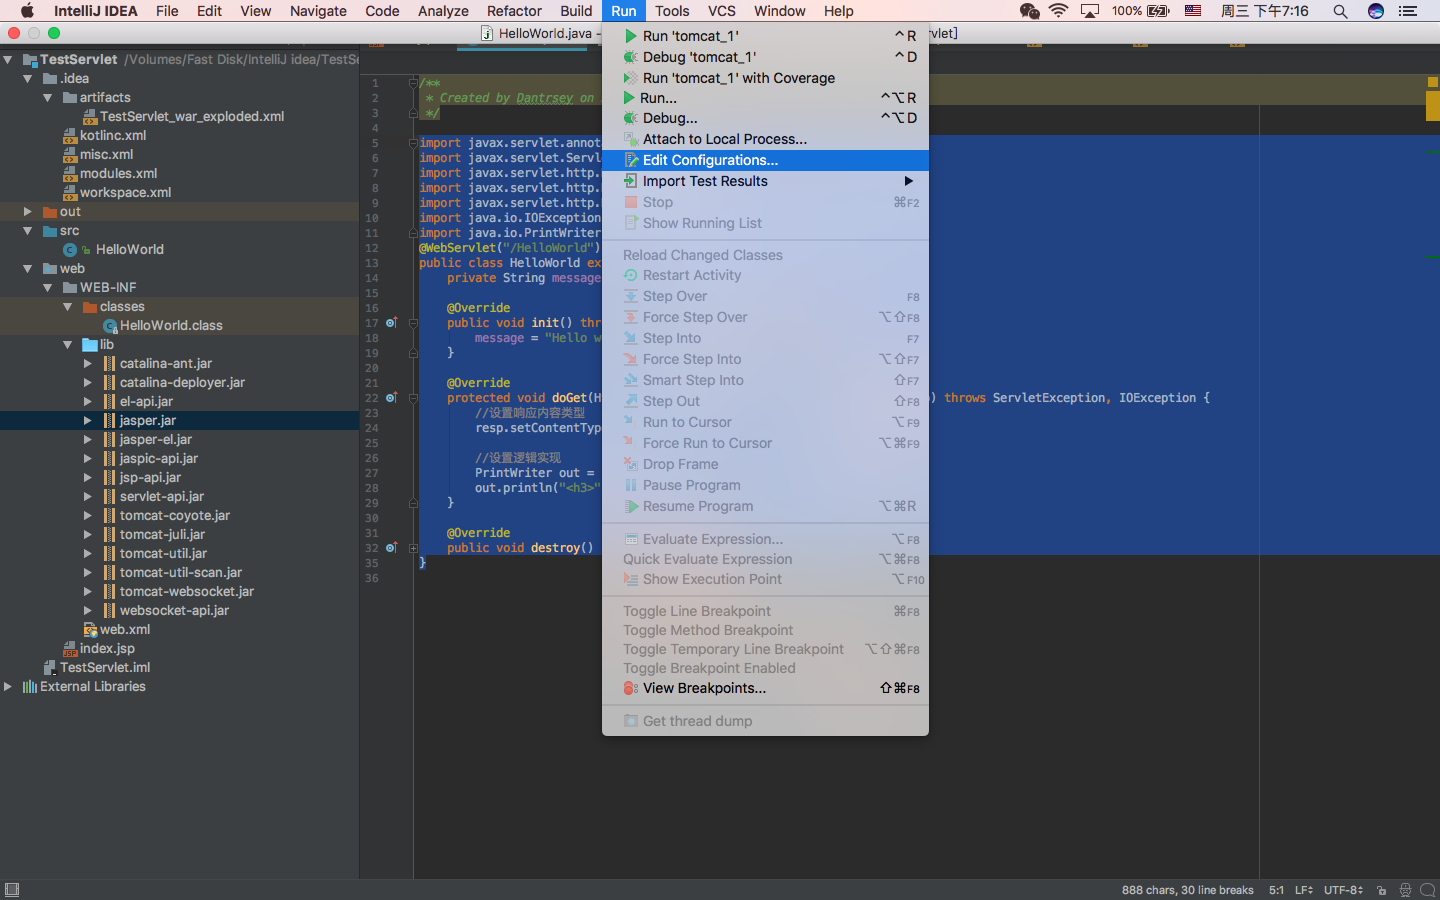 IntelliJ IDEA File Edit View Navigate Code Analyze Refactor Build Run Tools VCS Window Help 100% 周三 下午7:16
HelloWorld.java –
vlet]
TestServlet /Volumes/Fast Disk/IntelliJ idea/TestSe
.idea
artifacts
TestServlet_war_exploded.xml
kotlinc.xml
misc.xml
modules.xml
workspace.xml
out
src
HelloWorld
web
WEB-INF
classes
HelloWorld.class
lib
catalina-ant.jar
catalina-deployer.jar
el-api.jar
jasper.jar
jasper-el.jar
jaspic-api.jar
jsp-api.jar
servlet-api.jar
tomcat-coyote.jar
tomcat-juli.jar
tomcat-util.jar
tomcat-util-scan.jar
tomcat-websocket.jar
websocket-api.jar
web.xml
index.jsp
TestServlet.iml
External Libraries
1 /**
2 * Created by Dantrsey on
3 */
4
5 import javax.servlet.annot
6 import javax.servlet.Servl
7 import javax.servlet.http.
8 import javax.servlet.http.
9 import javax.servlet.http.
10 import java.io.IOException
11 import java.io.PrintWriter
12 @WebServlet("/HelloWorld")
13 public class HelloWorld ex
14 private String message
15
16 @Override
17 public void init() thr
18 message = "Hello w
19 }
20
21 @Override
22 protected void doGet(H ) throws ServletException, IOException {
23 //设置响应内容类型
24 resp.setContentTyp
25
26 //设置逻辑实现
27 PrintWriter out =
28 out.println("<h3>"
29 }
30
31 @Override
32 public void destroy()
35 }
36
Run 'tomcat_1' ^R
Debug 'tomcat_1' ^D
Run 'tomcat_1' with Coverage
Run... ^⌥R
Debug... ^⌥D
Attach to Local Process...
Edit Configurations...
Import Test Results ▶
Stop ⌘F2
Show Running List
Reload Changed Classes
Restart Activity
Step Over F8
Force Step Over ⌥⇧F8
Step Into F7
Force Step Into ⌥⇧F7
Smart Step Into ⇧F7
Step Out ⇧F8
Run to Cursor ⌥F9
Force Run to Cursor ⌥⌘F9
Drop Frame
Pause Program
Resume Program ⌥⌘R
Evaluate Expression... ⌥F8
Quick Evaluate Expression ⌥⌘F8
Show Execution Point ⌥F10
Toggle Line Breakpoint ⌘F8
Toggle Method Breakpoint
Toggle Temporary Line Breakpoint ⌥⇧⌘F8
Toggle Breakpoint Enabled
View Breakpoints... ⇧⌘F8
Get thread dump
888 chars, 30 line breaks 5:1 LF UTF-8